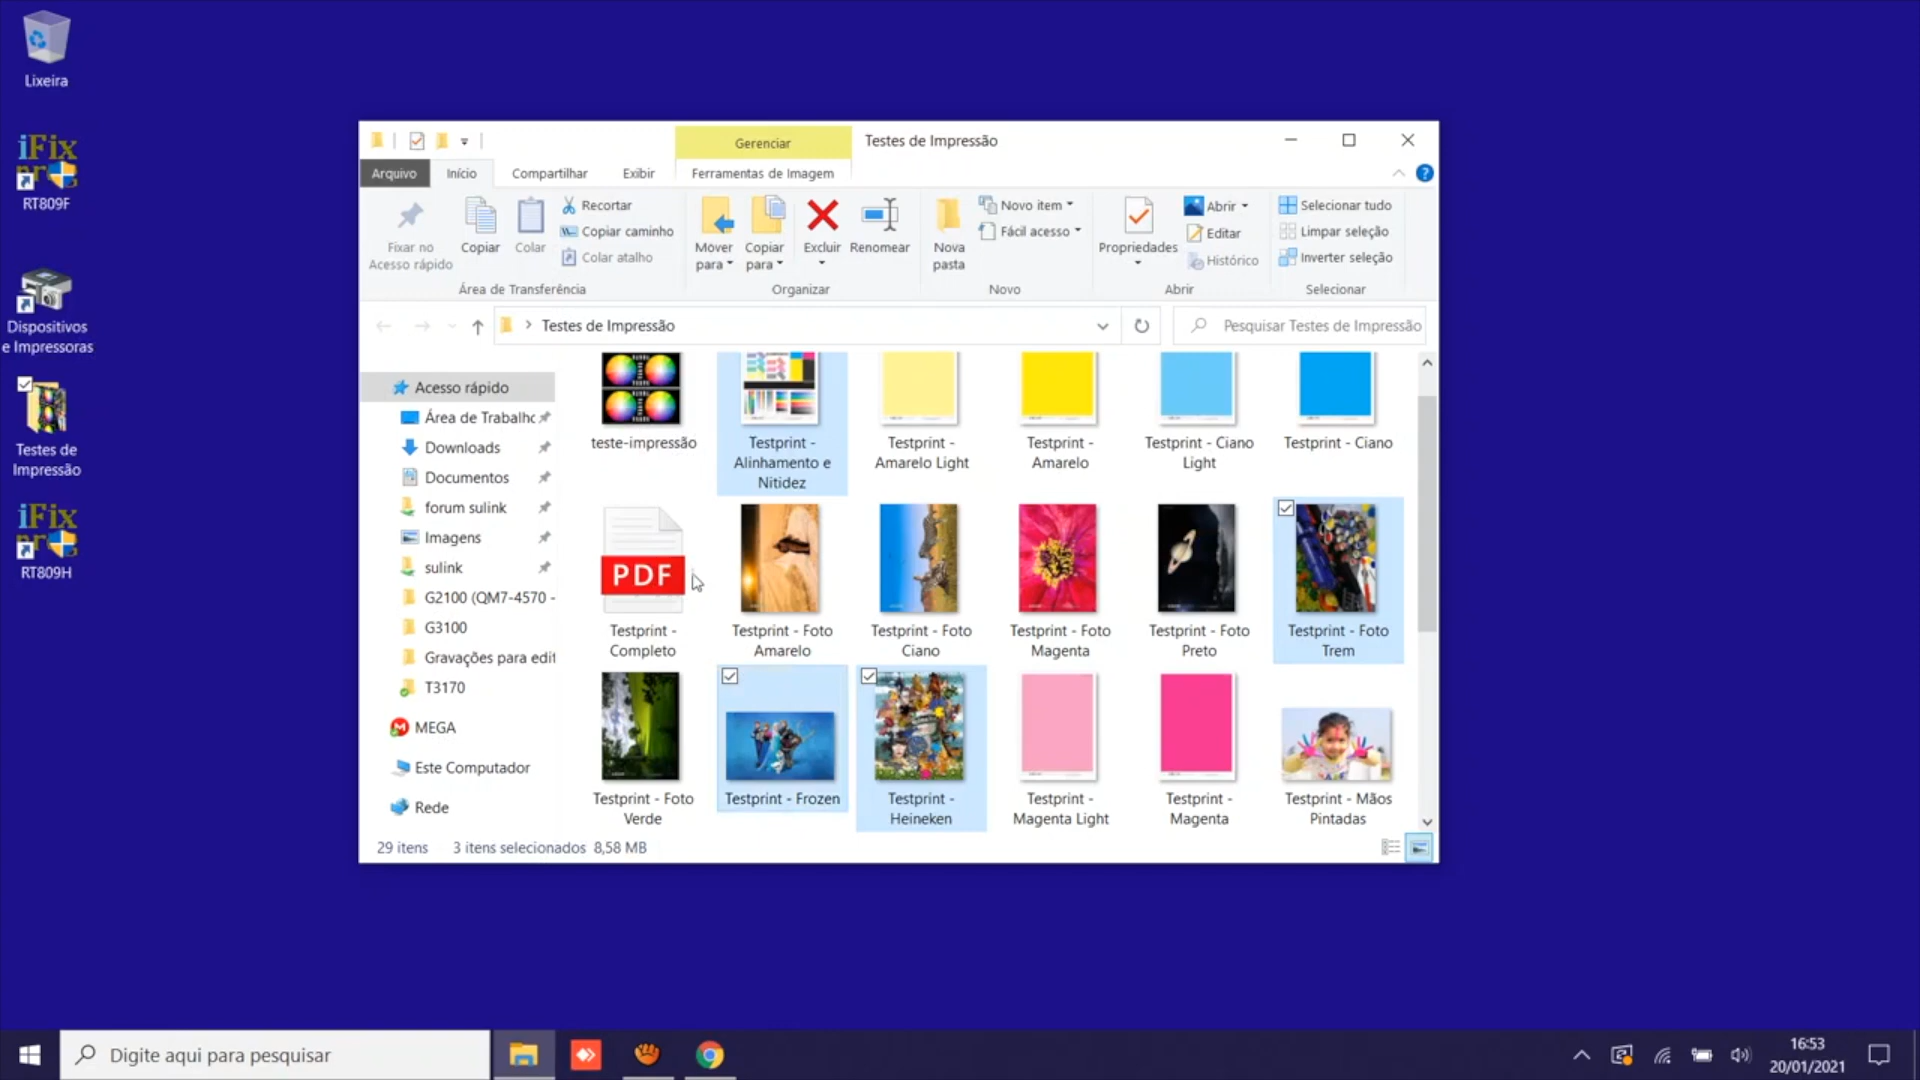 Lixeira
iFix
RT809F
Dispositivos
e Impressoras
Testes de
Impressão
iFix
RT809H
Gerenciar
Testes de Impressão
Arquivo
Início
Compartilhar
Exibir
Ferramentas de Imagem
Fixar no
Acesso rápido
Copiar
Colar
Recortar
Copiar caminho
Colar atalho
Área de Transferência
Mover
para
Copiar
para
Excluir
Renomear
Organizar
Nova
pasta
Novo item
Fácil acesso
Novo
Propriedades
Abrir
Editar
Histórico
Abrir
Selecionar tudo
Limpar seleção
Inverter seleção
Selecionar
Testes de Impressão
Pesquisar Testes de Impressão
Acesso rápido
Área de Trabalho
Downloads
Documentos
forum sulink
Imagens
sulink
G2100 (QM7-4570 -
G3100
Gravações para edit
T3170
MEGA
Este Computador
Rede
teste-impressão
Testprint -
Alinhamento e
Nitidez
Testprint -
Amarelo Light
Testprint -
Amarelo
Testprint - Ciano
Light
Testprint - Ciano
PDF
Testprint -
Completo
Testprint - Foto
Amarelo
Testprint - Foto
Ciano
Testprint - Foto
Magenta
Testprint - Foto
Preto
Testprint - Foto
Trem
Testprint - Foto
Verde
Testprint - Frozen
Testprint -
Heineken
Testprint -
Magenta Light
Testprint -
Magenta
Testprint - Mãos
Pintadas
29 itens
3 itens selecionados 8,58 MB
Digite aqui para pesquisar
16:53
20/01/2021